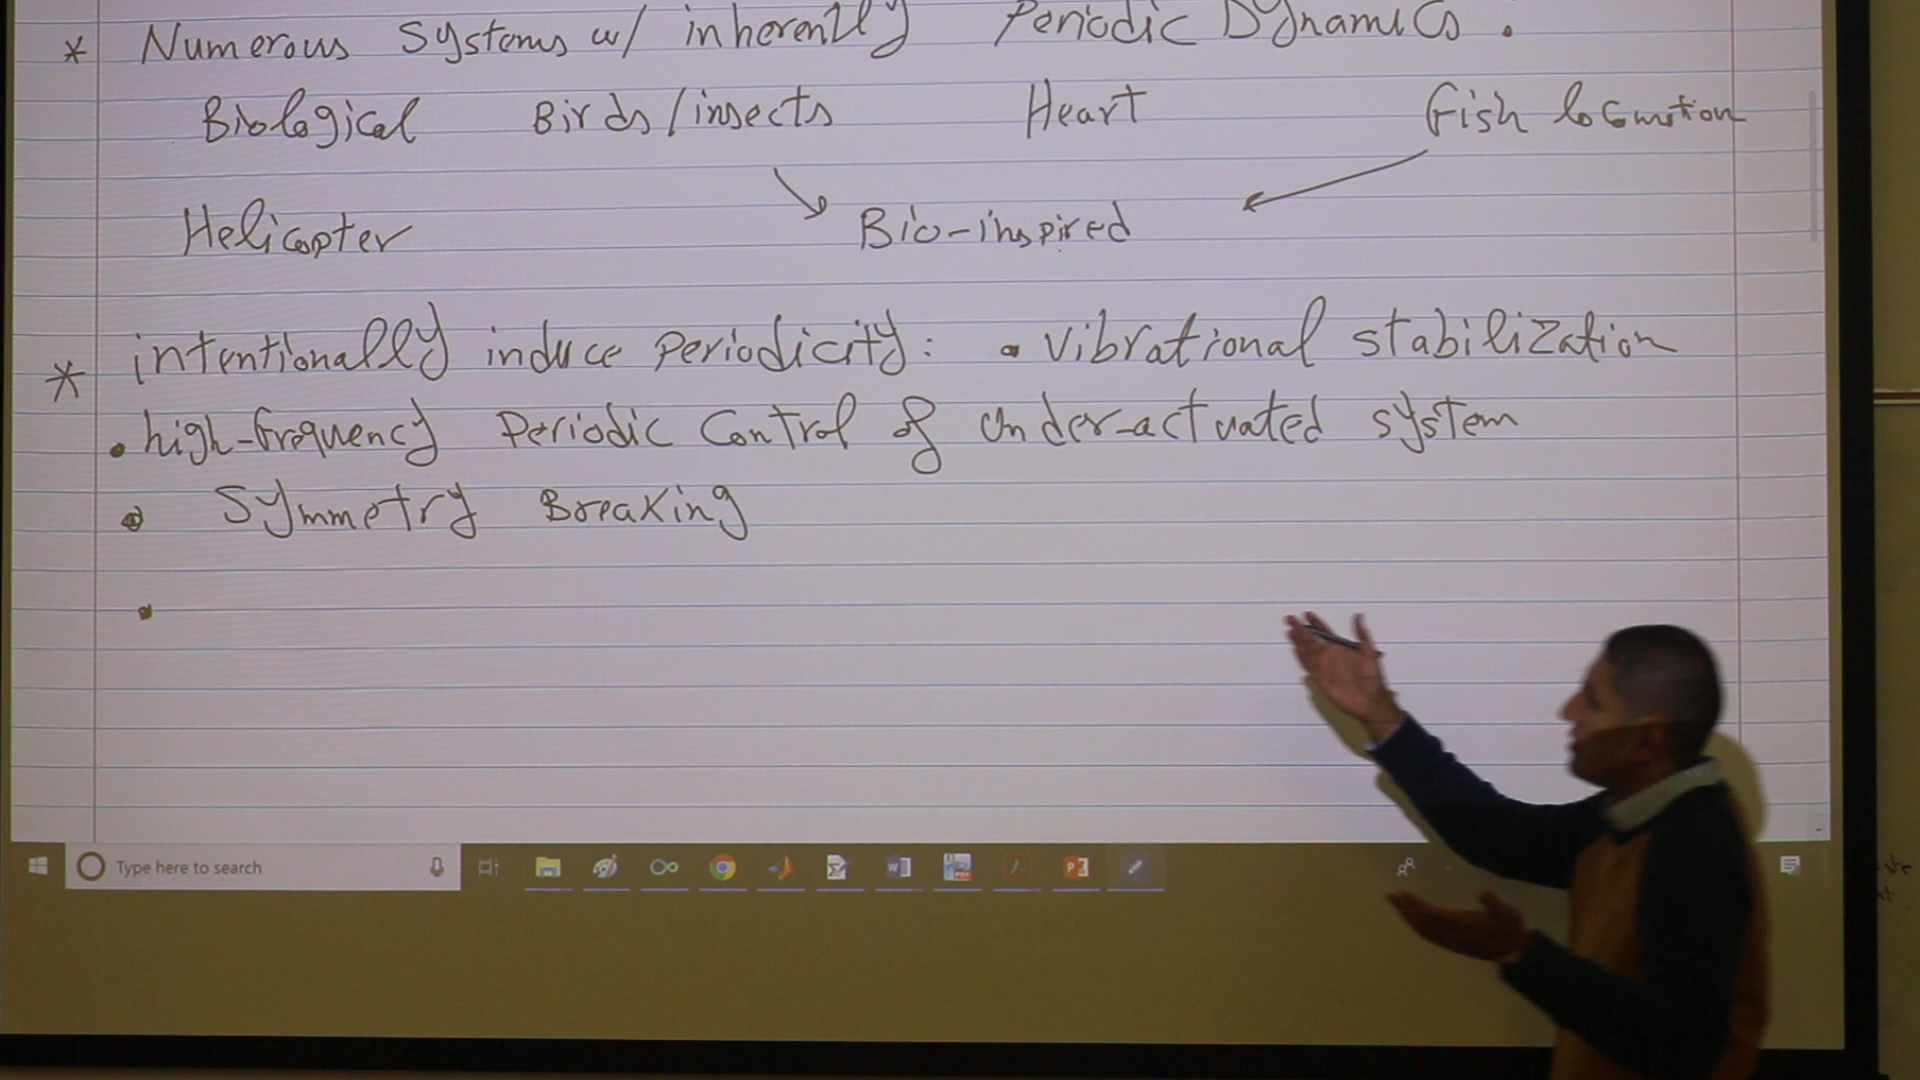 * Numerous Systems w/ inherently Periodic Dynamics :
Biological Birds/insects Heart Fish locomotion
Helicopter Bio-inspired
* intentionally induce periodicity: • vibrational stabilization
• high-frequency Periodic Control of under-actuated system
• Symmetry Breaking
•
Type here to search